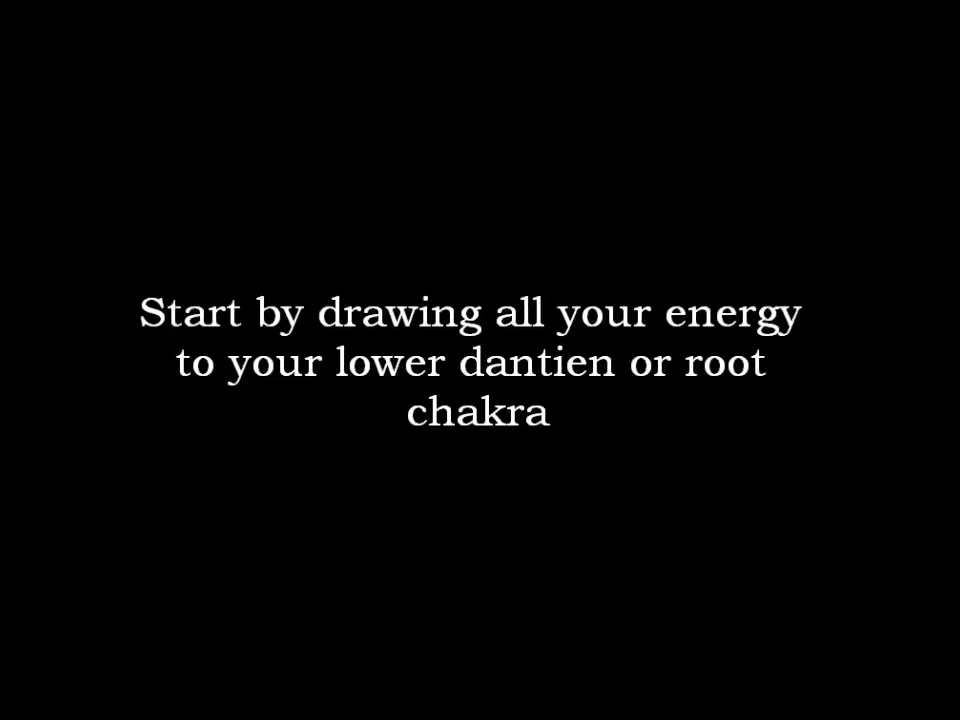 Start by drawing all your energy
to your lower dantien or root
chakra